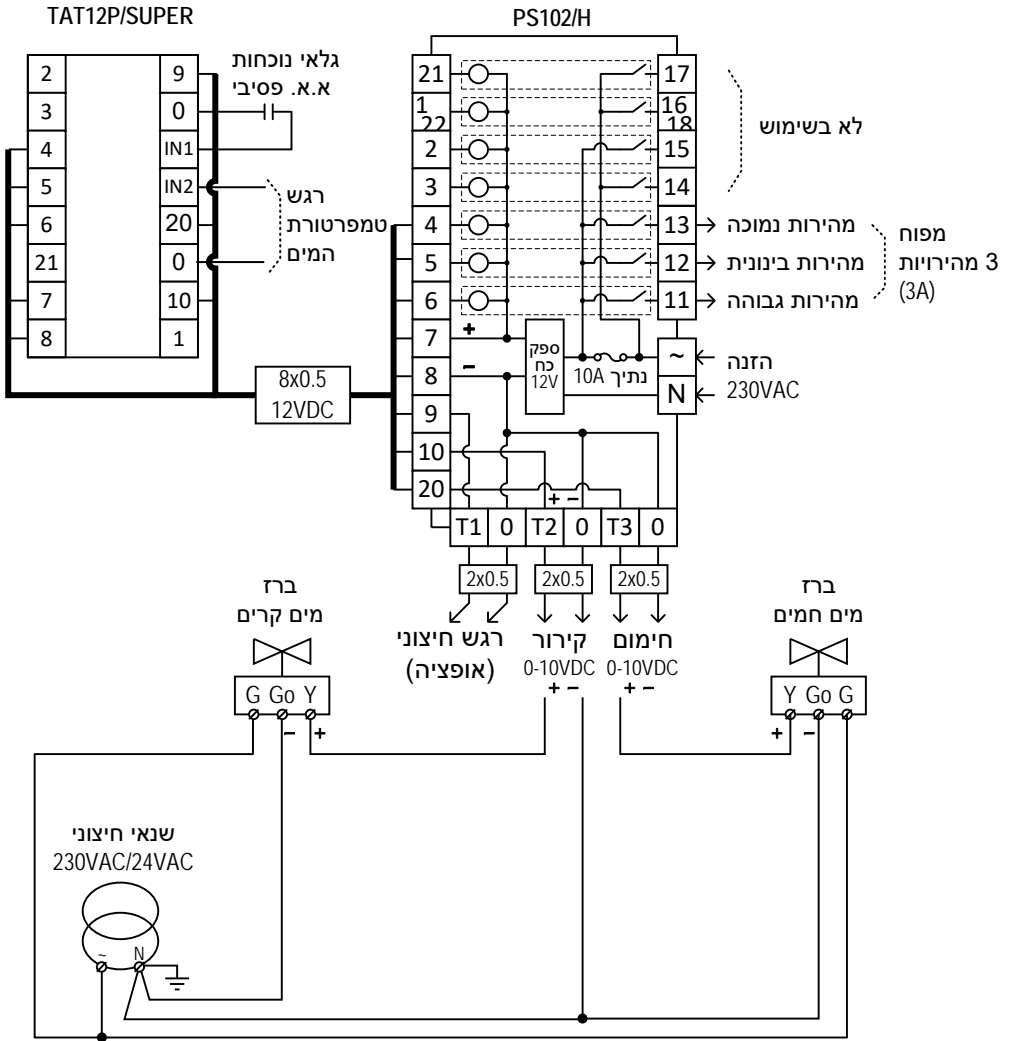 TAT12P/SUPER
2
3
4
5
6
21
7
8
9
0
IN1
IN2
20
0
10
1
גלאי נוכחות
א.א. פסיבי
רגש
טמפרטורת
המים
8x0.5
12VDC
PS102/H
21
1
22
2
3
4
5
6
7
8
9
10
20
+
−
ספק
כח
12V
נתיך 10A
17
16
18
15
14
13
12
11
~
N
לא בשימוש
מהירות נמוכה
מהירות בינונית
מהירות גבוהה
מפוח
3 מהירויות
(3A)
הזנה
230VAC
+ −
T1 0 T2 0 T3 0
2x0.5
2x0.5
2x0.5
רגש חיצוני
(אופציה)
קירור
0-10VDC
+ −
חימום
0-10VDC
+ −
ברז
מים קרים
G Go Y
− +
ברז
מים חמים
Y Go G
+ −
שנאי חיצוני
230VAC/24VAC
~ N